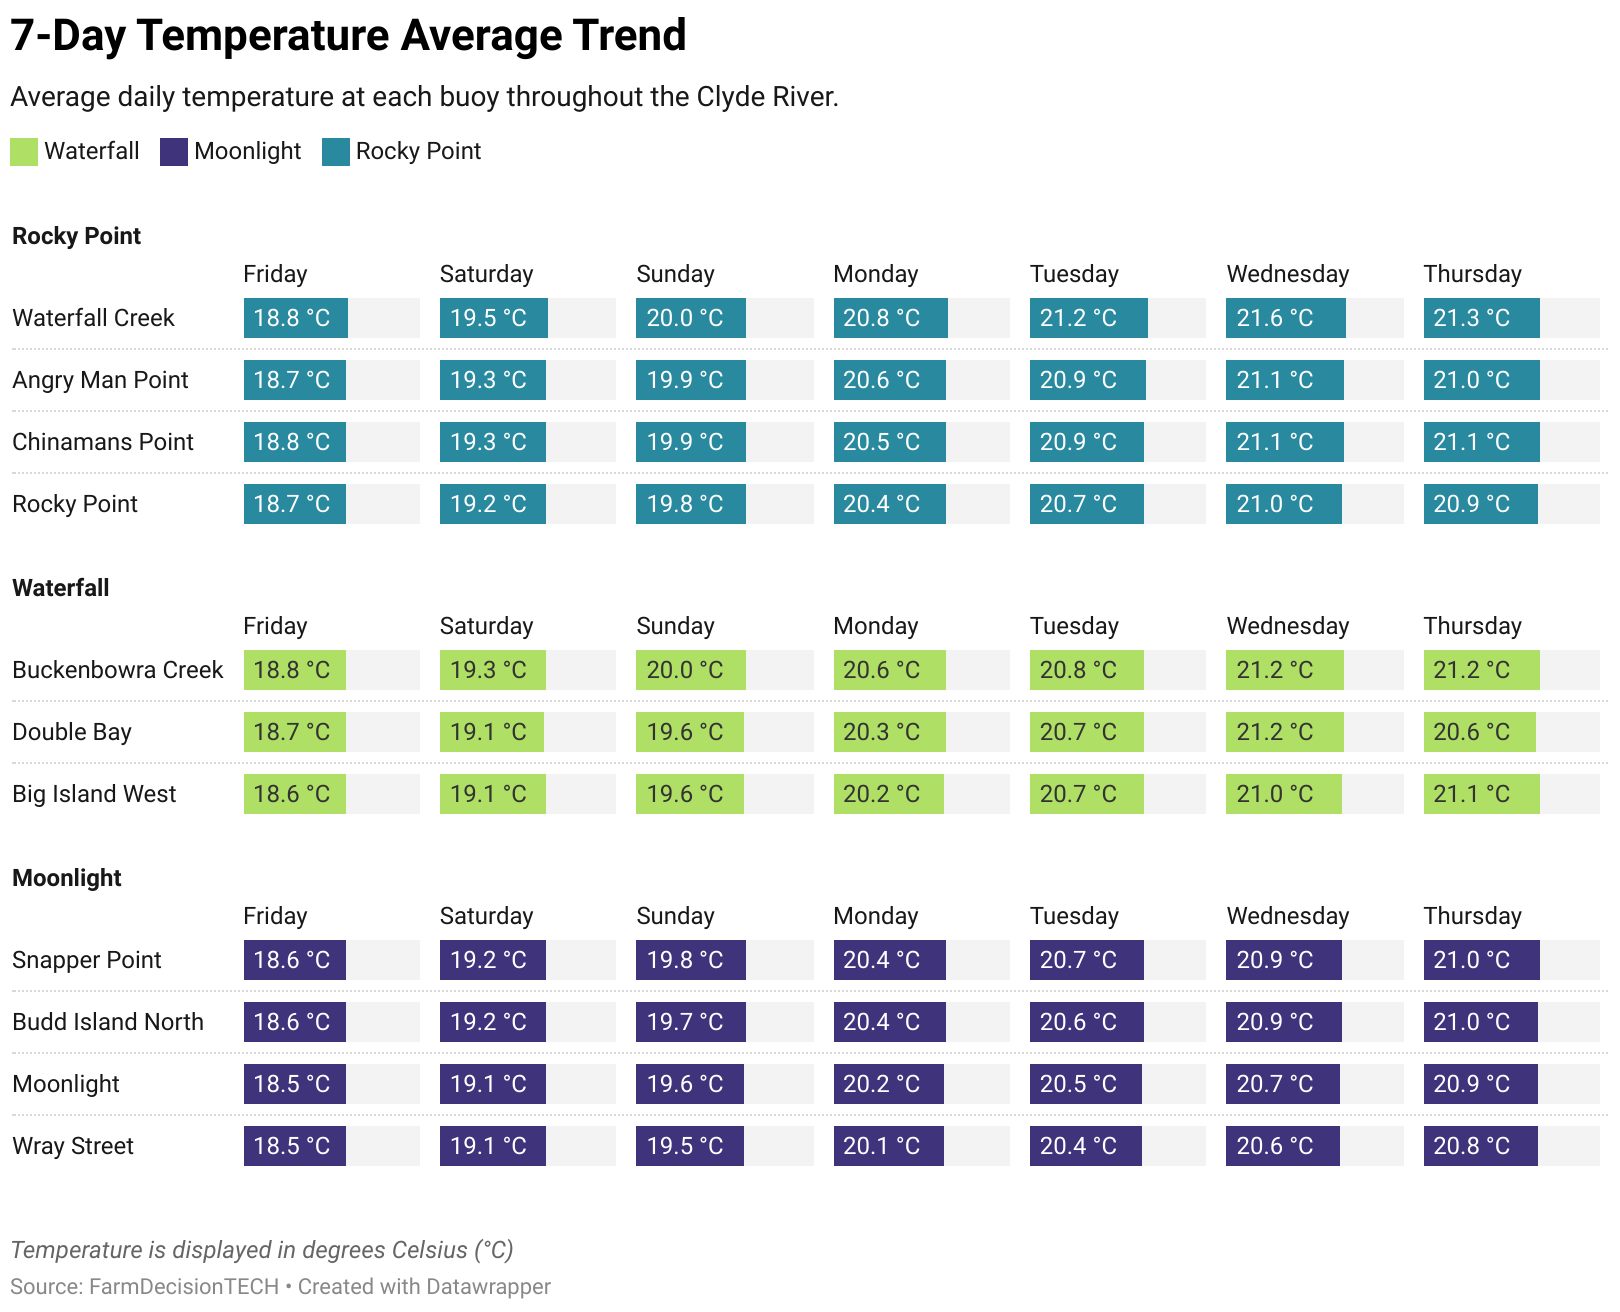 7-Day Temperature Average Trend
Average daily temperature at each buoy throughout the Clyde River.
Waterfall Moonlight Rocky Point
Rocky Point
Friday Saturday Sunday Monday Tuesday Wednesday Thursday
Waterfall Creek 18.8 °C 19.5 °C 20.0 °C 20.8 °C 21.2 °C 21.6 °C 21.3 °C
Angry Man Point 18.7 °C 19.3 °C 19.9 °C 20.6 °C 20.9 °C 21.1 °C 21.0 °C
Chinamans Point 18.8 °C 19.3 °C 19.9 °C 20.5 °C 20.9 °C 21.1 °C 21.1 °C
Rocky Point 18.7 °C 19.2 °C 19.8 °C 20.4 °C 20.7 °C 21.0 °C 20.9 °C
Waterfall
Friday Saturday Sunday Monday Tuesday Wednesday Thursday
Buckenbowra Creek 18.8 °C 19.3 °C 20.0 °C 20.6 °C 20.8 °C 21.2 °C 21.2 °C
Double Bay 18.7 °C 19.1 °C 19.6 °C 20.3 °C 20.7 °C 21.2 °C 20.6 °C
Big Island West 18.6 °C 19.1 °C 19.6 °C 20.2 °C 20.7 °C 21.0 °C 21.1 °C
Moonlight
Friday Saturday Sunday Monday Tuesday Wednesday Thursday
Snapper Point 18.6 °C 19.2 °C 19.8 °C 20.4 °C 20.7 °C 20.9 °C 21.0 °C
Budd Island North 18.6 °C 19.2 °C 19.7 °C 20.4 °C 20.6 °C 20.9 °C 21.0 °C
Moonlight 18.5 °C 19.1 °C 19.6 °C 20.2 °C 20.5 °C 20.7 °C 20.9 °C
Wray Street 18.5 °C 19.1 °C 19.5 °C 20.1 °C 20.4 °C 20.6 °C 20.8 °C
Temperature is displayed in degrees Celsius (°C)
Source: FarmDecisionTECH • Created with Datawrapper